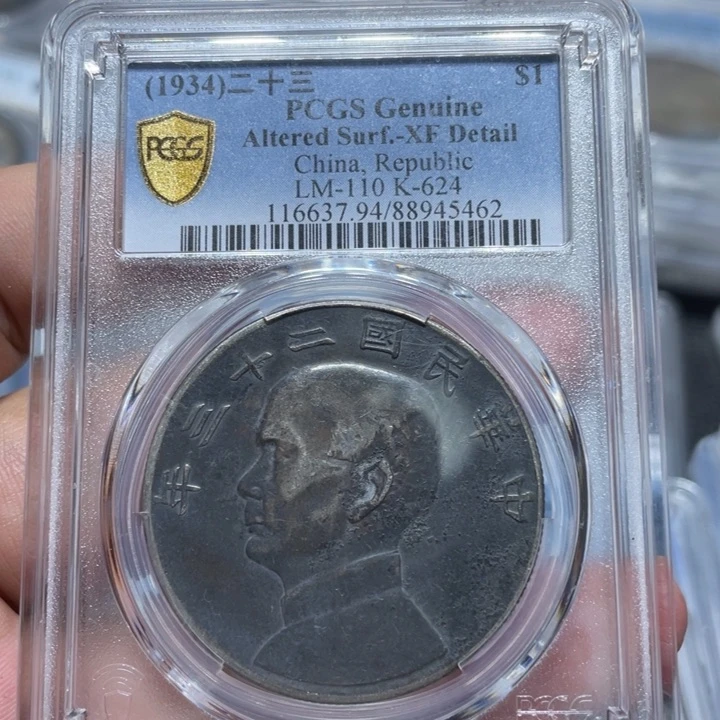 (1934)二十三 $1
PCGS Genuine
Altered Surf.-XF Detail
China, Republic
LM-110 K-624
116637.94/88945462
PCGS
年三十二國民華中
PCGS